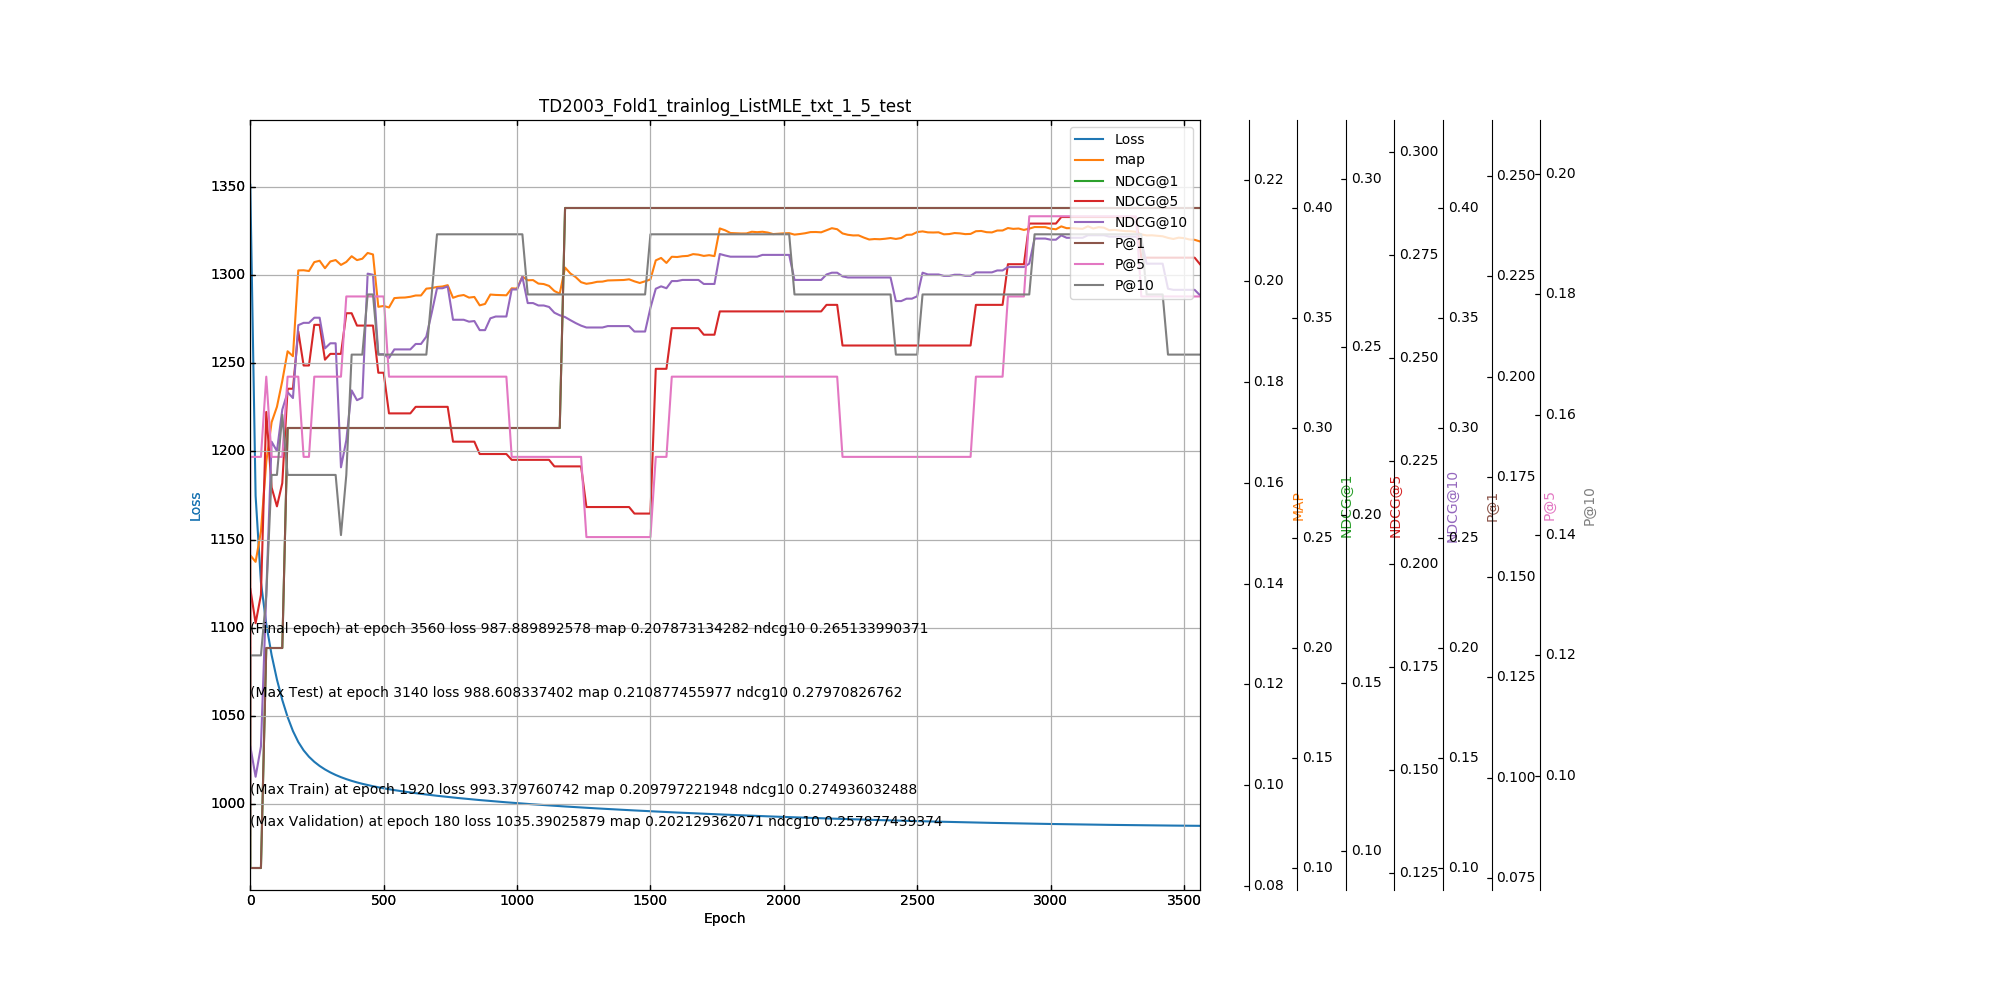 TD2003_Fold1_trainlog_ListMLE_txt_1_5_test
Loss
map
NDCG@1
NDCG@5
NDCG@10
P@1
P@5
P@10
1350
1300
1250
1200
1150
1100
1050
1000
Loss
(Final epoch) at epoch 3560 loss 987.889892578 map 0.207873134282 ndcg10 0.265133990371
(Max Test) at epoch 3140 loss 988.608337402 map 0.210877455977 ndcg10 0.27970826762
(Max Train) at epoch 1920 loss 993.379760742 map 0.209797221948 ndcg10 0.274936032488
(Max Validation) at epoch 180 loss 1035.39025879 map 0.202129362071 ndcg10 0.257877439374
0 500 1000 1500 2000 2500 3000 3500
Epoch
0.22
0.20
0.18
0.16
0.14
0.12
0.10
0.08
MAP
0.40
0.35
0.30
0.25
0.20
0.15
0.10
NDCG@1
0.30
0.25
0.20
0.15
0.10
NDCG@5
0.300
0.275
0.250
0.225
0.200
0.175
0.150
0.125
NDCG@10
0.40
0.35
0.30
0.25
0.20
0.15
0.10
P@1
0.250
0.225
0.200
0.175
0.150
0.125
0.100
0.075
P@5
0.20
0.18
0.16
0.14
0.12
0.10
P@10